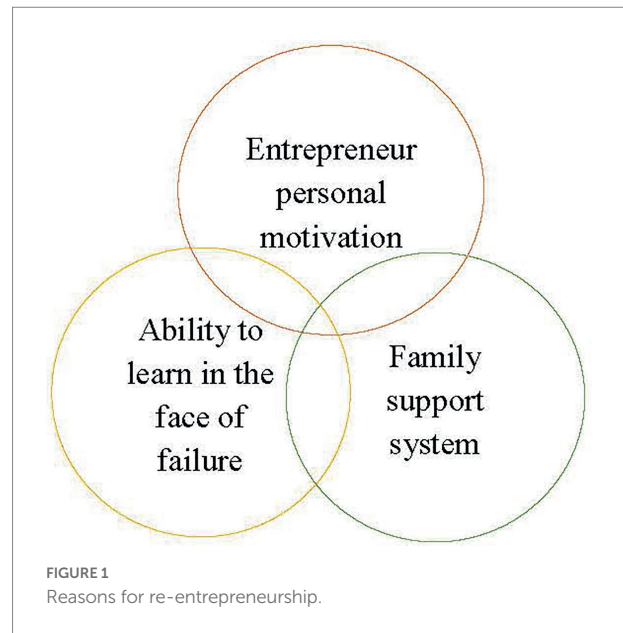 Entrepreneur
personal
motivation
Ability to
learn in the
face of
failure
Family
support
system
FIGURE 1
Reasons for re-entrepreneurship.